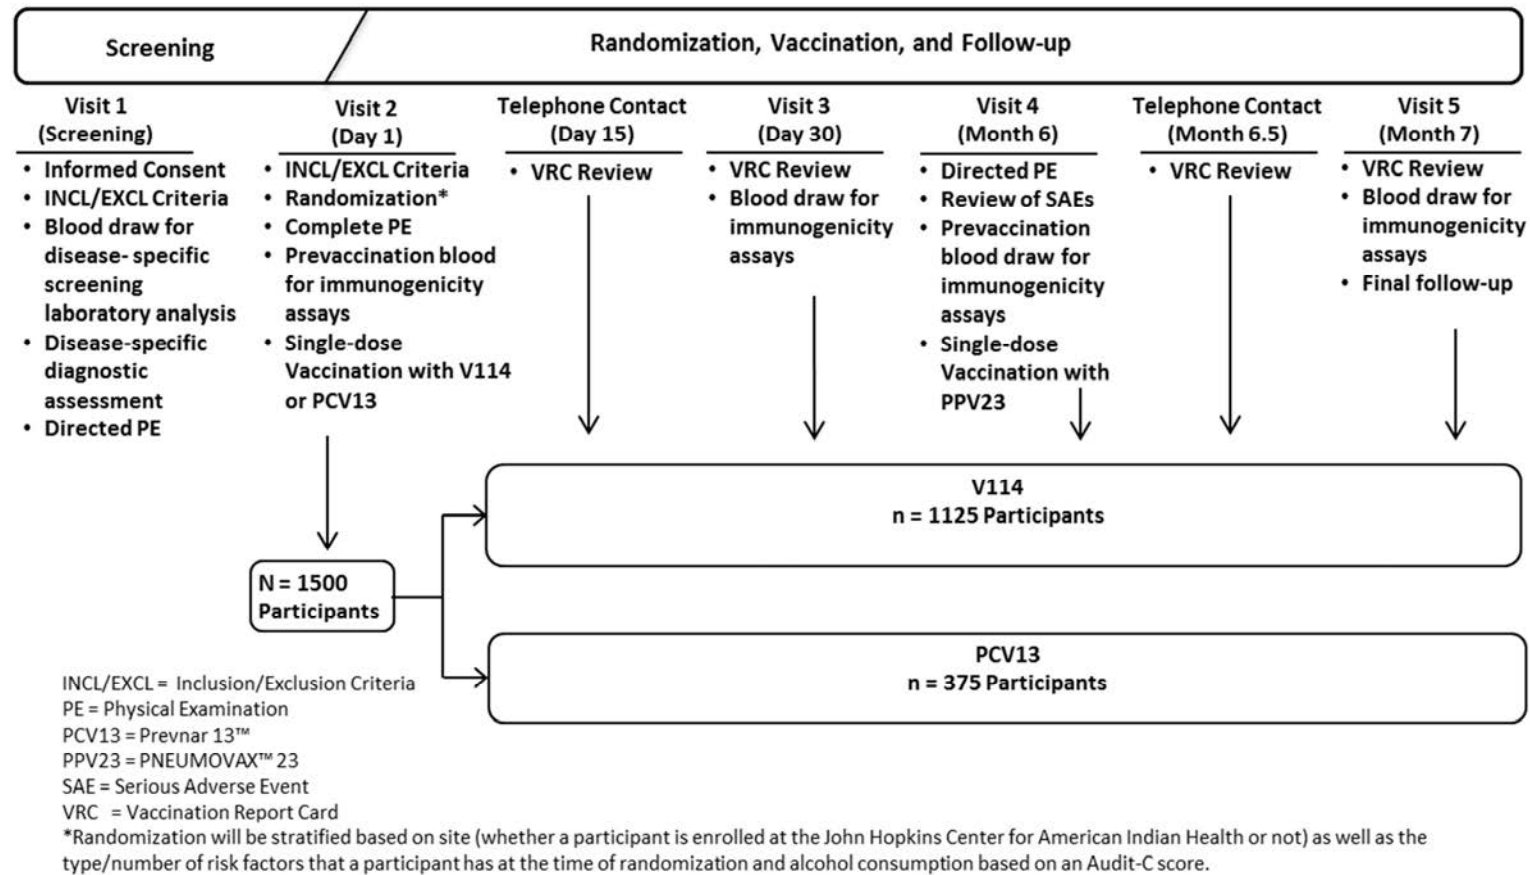 Screening
Randomization, Vaccination, and Follow-up
Visit 1
(Screening)
• Informed Consent
• INCL/EXCL Criteria
• Blood draw for
disease- specific
screening
laboratory analysis
• Disease-specific
diagnostic
assessment
• Directed PE
Visit 2
(Day 1)
• INCL/EXCL Criteria
• Randomization*
• Complete PE
• Prevaccination blood
for immunogenicity
assays
• Single-dose
Vaccination with V114
or PCV13
Telephone Contact
(Day 15)
• VRC Review
Visit 3
(Day 30)
• VRC Review
• Blood draw for
immunogenicity
assays
Visit 4
(Month 6)
• Directed PE
• Review of SAEs
• Prevaccination
blood draw for
immunogenicity
assays
• Single-dose
Vaccination with
PPV23
Telephone Contact
(Month 6.5)
• VRC Review
Visit 5
(Month 7)
• VRC Review
• Blood draw for
immunogenicity
assays
• Final follow-up
N = 1500
Participants
V114
n = 1125 Participants
PCV13
n = 375 Participants
INCL/EXCL = Inclusion/Exclusion Criteria
PE = Physical Examination
PCV13 = Prevnar 13™
PPV23 = PNEUMOVAX™ 23
SAE = Serious Adverse Event
VRC = Vaccination Report Card
*Randomization will be stratified based on site (whether a participant is enrolled at the John Hopkins Center for American Indian Health or not) as well as the
type/number of risk factors that a participant has at the time of randomization and alcohol consumption based on an Audit-C score.